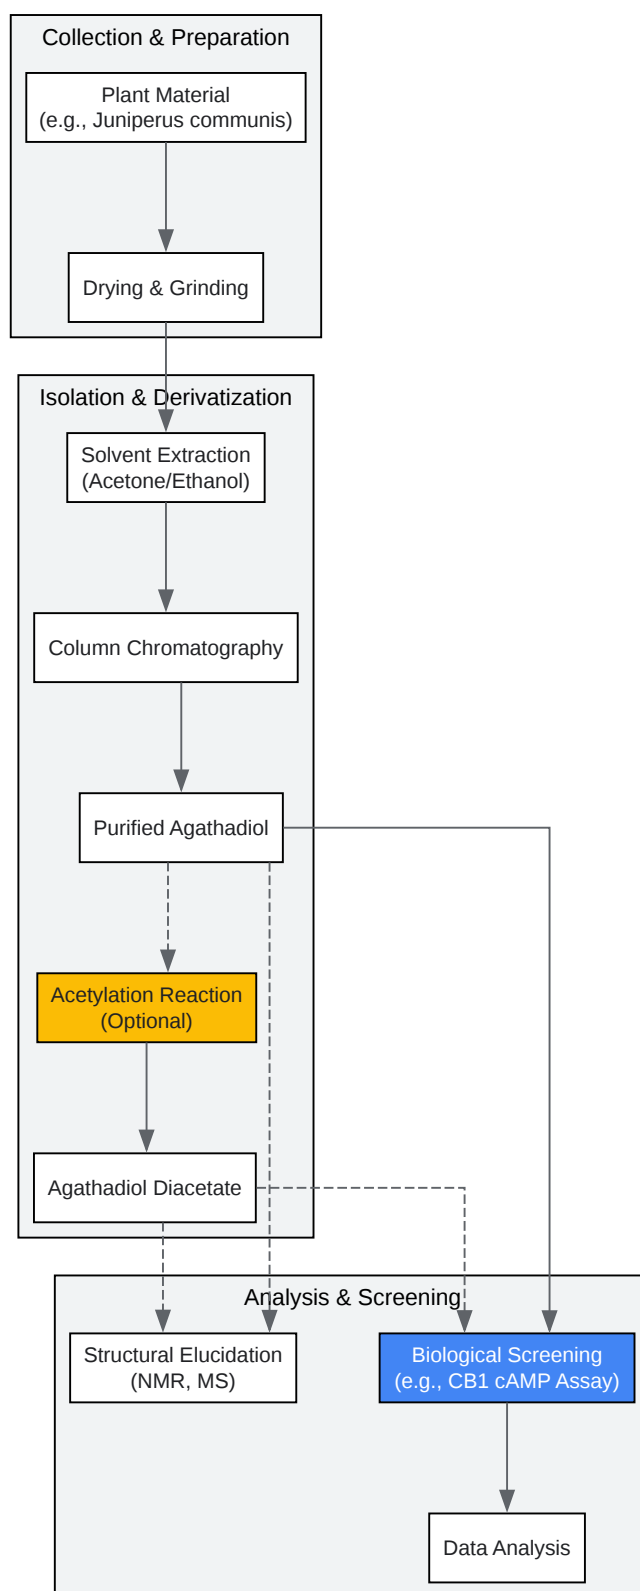 Collection & Preparation
Plant Material
(e.g., Juniperus communis)
Drying & Grinding
Isolation & Derivatization
Solvent Extraction
(Acetone/Ethanol)
Column Chromatography
Purified Agathadiol
Acetylation Reaction
(Optional)
Agathadiol Diacetate
Analysis & Screening
Structural Elucidation
(NMR, MS)
Biological Screening
(e.g., CB1 cAMP Assay)
Data Analysis